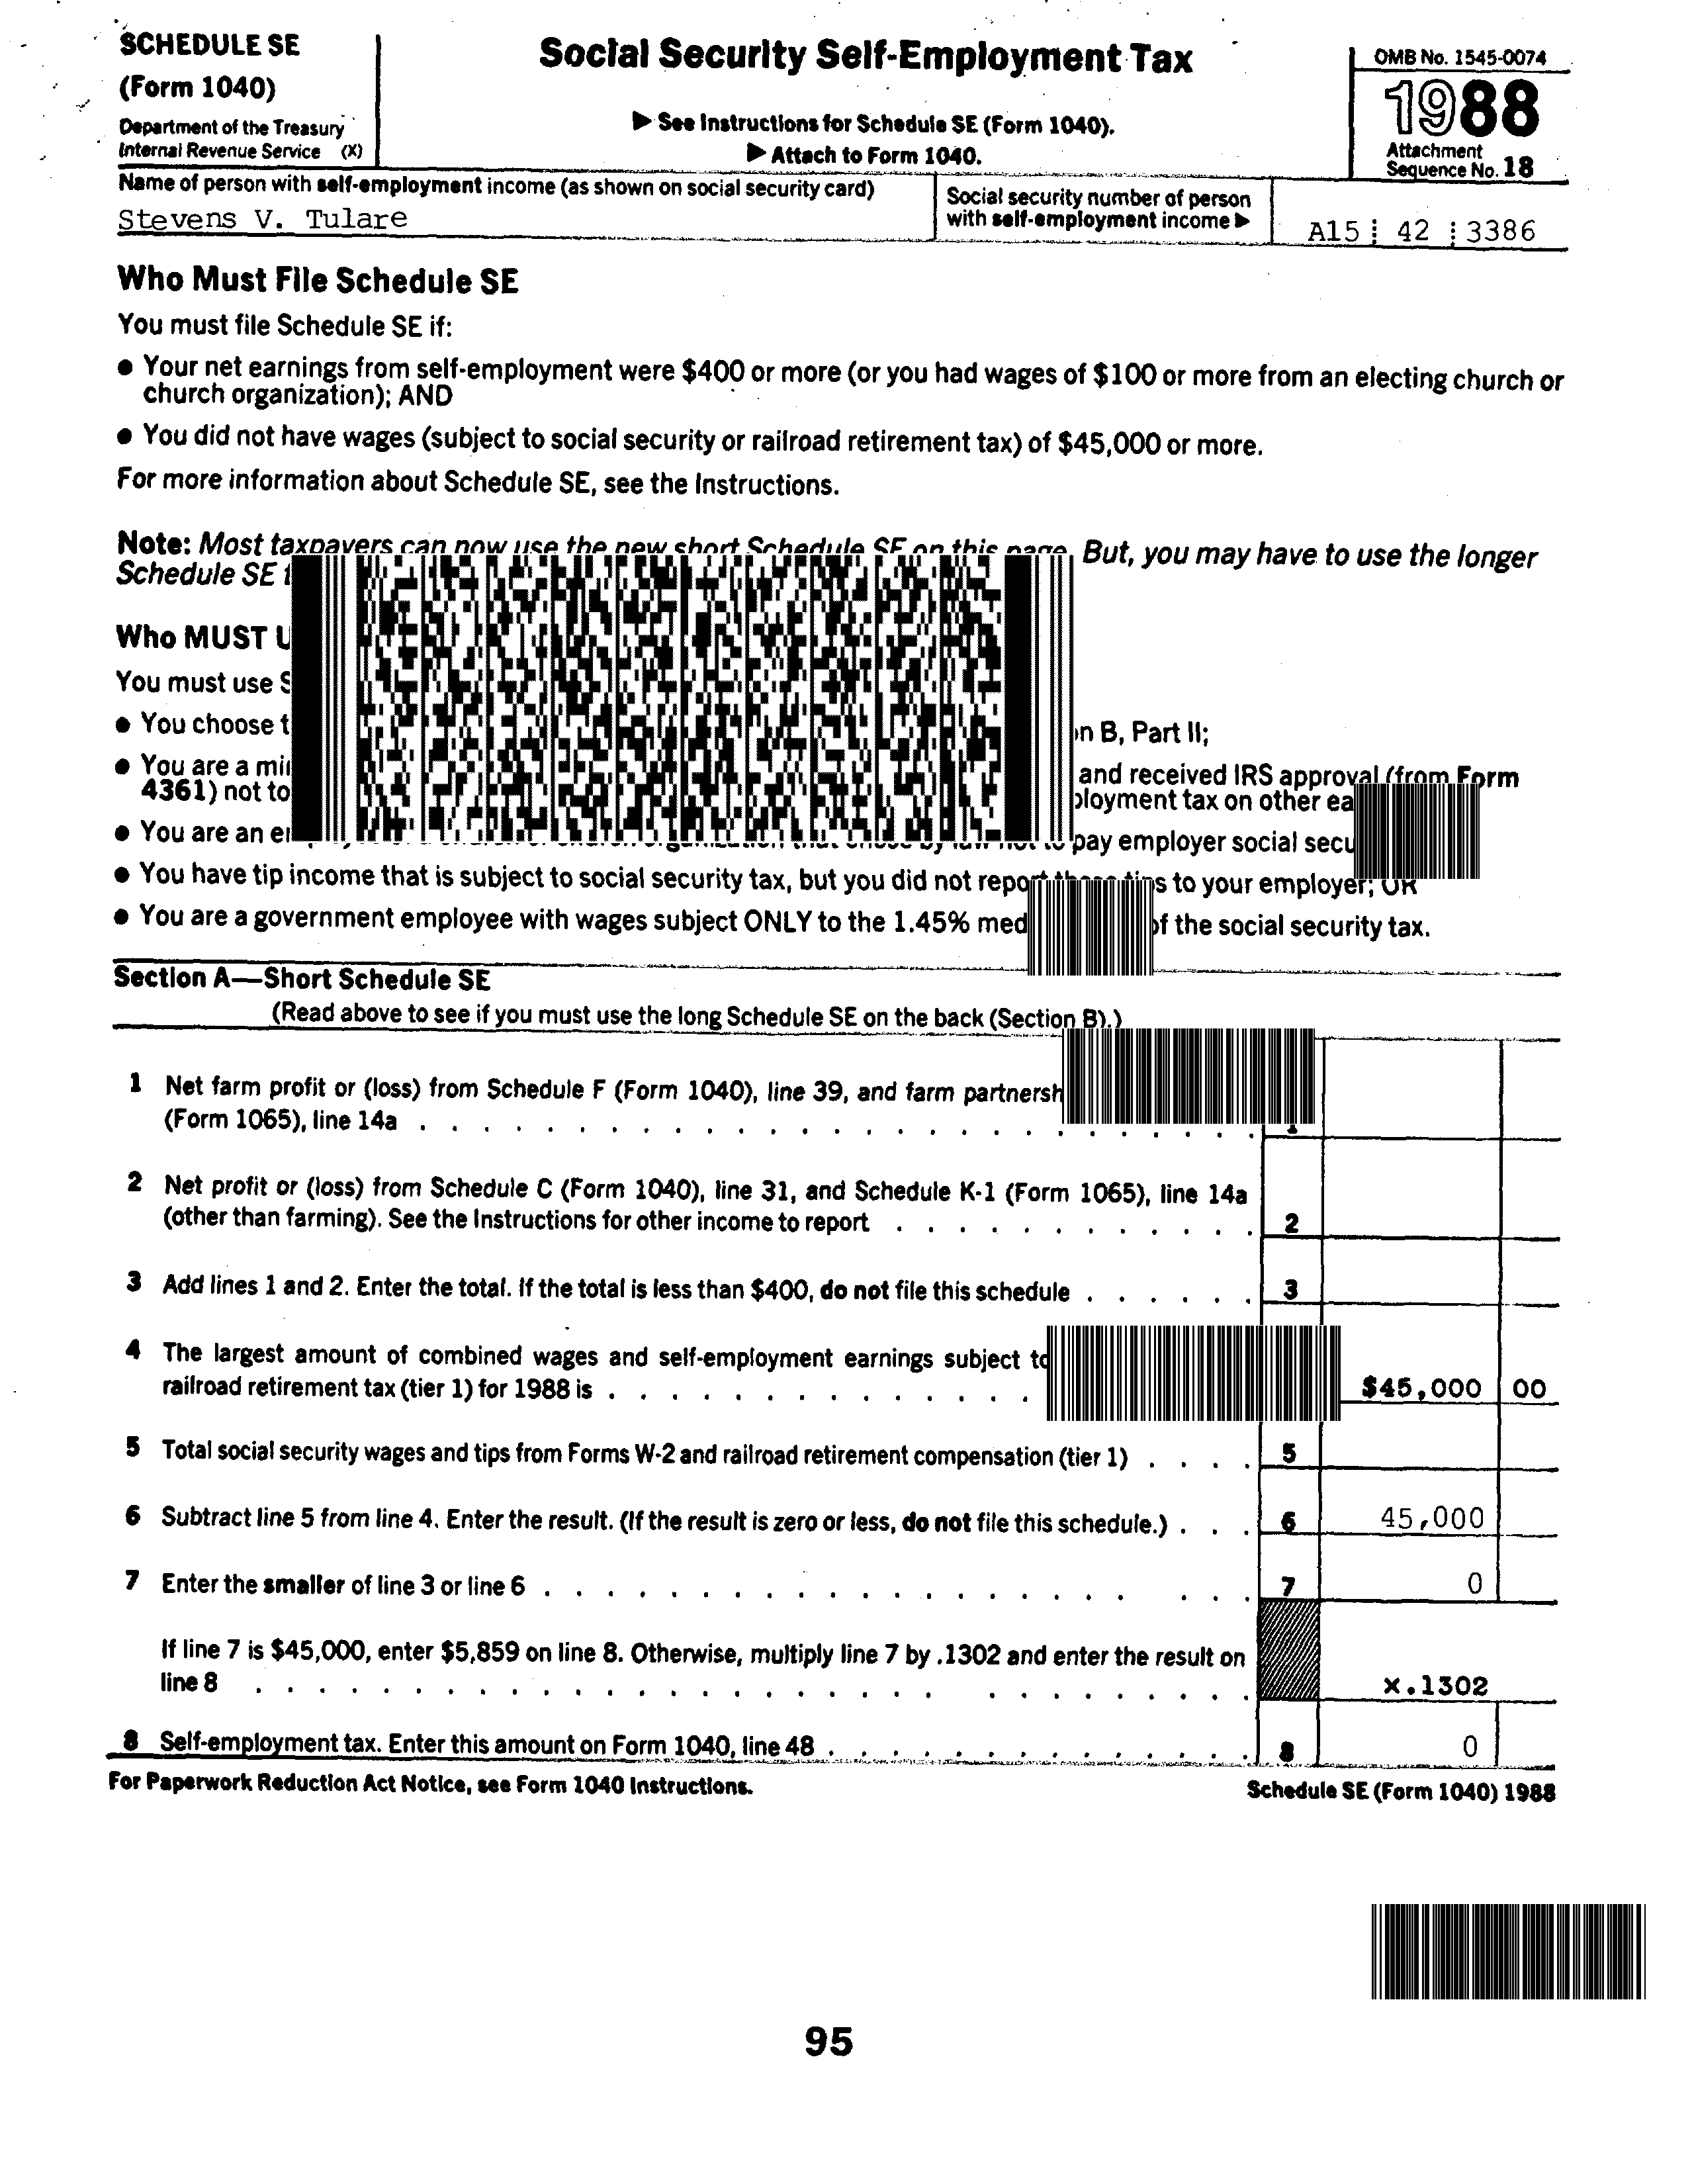 SCHEDULE SE
(Form 1040)
Department of the Treasury
Internal Revenue Service (X)
Social Security Self-Employment Tax
▶ See Instructions for Schedule SE (Form 1040).
▶ Attach to Form 1040.
OMB No. 1545-0074
1988
Attachment
Sequence No. 18
Name of person with self-employment income (as shown on social security card)
Stevens V. Tulare
Social security number of person
with self-employment income ▶
A15 42 3386
Who Must File Schedule SE
You must file Schedule SE if:
● Your net earnings from self-employment were $400 or more (or you had wages of $100 or more from an electing church or
church organization); AND
● You did not have wages (subject to social security or railroad retirement tax) of $45,000 or more.
For more information about Schedule SE, see the Instructions.
Note: Most taxpayers can now use the new short Schedule SE on this page. But, you may have to use the longer
Schedule SE
Who MUST
You must use
● You choose
n B, Part II;
● You are a
and received IRS approval (from Form
4361) not to
ployment tax on other
● You are an
pay employer social
● You have tip income that is subject to social security tax, but you did not report these tips to your employer; OR
● You are a government employee with wages subject ONLY to the 1.45% of the social security tax.
Section A—Short Schedule SE
(Read above to see if you must use the long Schedule SE on the back (Section B).)
1 Net farm profit or (loss) from Schedule F (Form 1040), line 39, and farm
(Form 1065), line 14a . . . . . . . . . . . . . . . . . . . . . . . . . . . 1
2 Net profit or (loss) from Schedule C (Form 1040), line 31, and Schedule K-1 (Form 1065), line 14a
(other than farming). See the Instructions for other income to report . . . . . . . . . . . . 2
3 Add lines 1 and 2. Enter the total. If the total is less than $400, do not file this schedule . . . . . . 3
4 The largest amount of combined wages and self-employment earnings subject to
railroad retirement tax (tier 1) for 1988 is . . . . . . . . . . . . . . $45,000 00
5 Total social security wages and tips from Forms W-2 and railroad retirement compensation (tier 1) . . . . 5
6 Subtract line 5 from line 4. Enter the result. (If the result is zero or less, do not file this schedule.) . . . 6 45,000
7 Enter the smaller of line 3 or line 6 . . . . . . . . . . . . . . . . . . . . . . 7 0
If line 7 is $45,000, enter $5,859 on line 8. Otherwise, multiply line 7 by .1302 and enter the result on
line 8 . . . . . . . . . . . . . . . . . . . . . . . . . . . . . . . x.1302
8 Self-employment tax. Enter this amount on Form 1040, line 48 . . . . . . . . . . . . . . 8 0
For Paperwork Reduction Act Notice, see Form 1040 Instructions.
Schedule SE (Form 1040) 1988
95